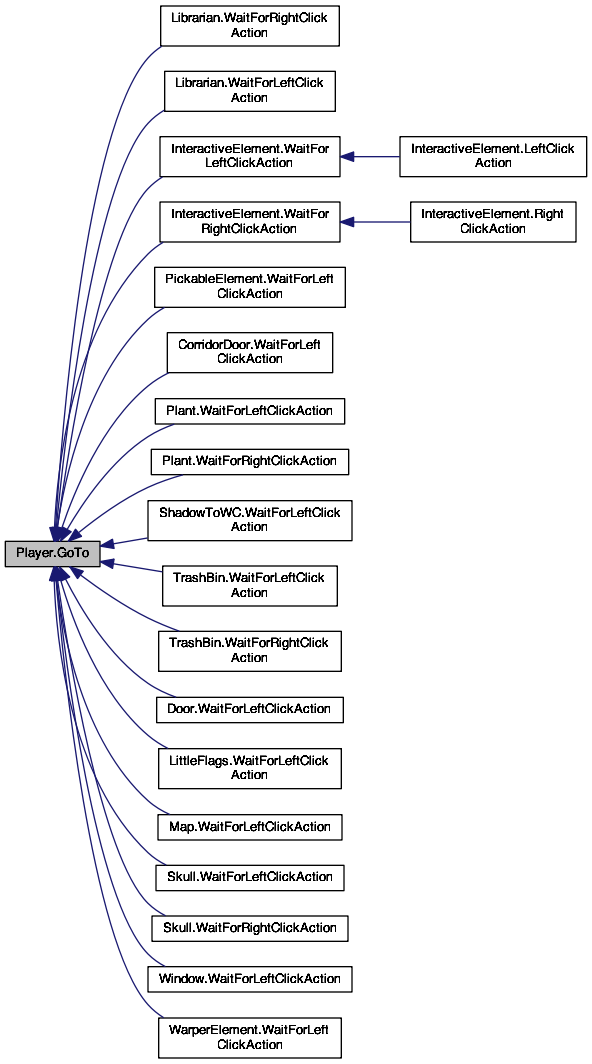 Librarian.WaitForRightClick
Action
Librarian.WaitForLeftClick
Action
InteractiveElement.WaitFor
LeftClickAction
InteractiveElement.LeftClick
Action
InteractiveElement.WaitFor
RightClickAction
InteractiveElement.Right
ClickAction
PickableElement.WaitForLeft
ClickAction
CorridorDoor.WaitForLeft
ClickAction
Plant.WaitForLeftClickAction
Plant.WaitForRightClickAction
ShadowToWC.WaitForLeftClick
Action
Player.GoTo
TrashBin.WaitForLeftClick
Action
TrashBin.WaitForRightClick
Action
Door.WaitForLeftClickAction
LittleFlags.WaitForLeftClick
Action
Map.WaitForLeftClickAction
Skull.WaitForLeftClickAction
Skull.WaitForRightClickAction
Window.WaitForLeftClickAction
WarperElement.WaitForLeft
ClickAction